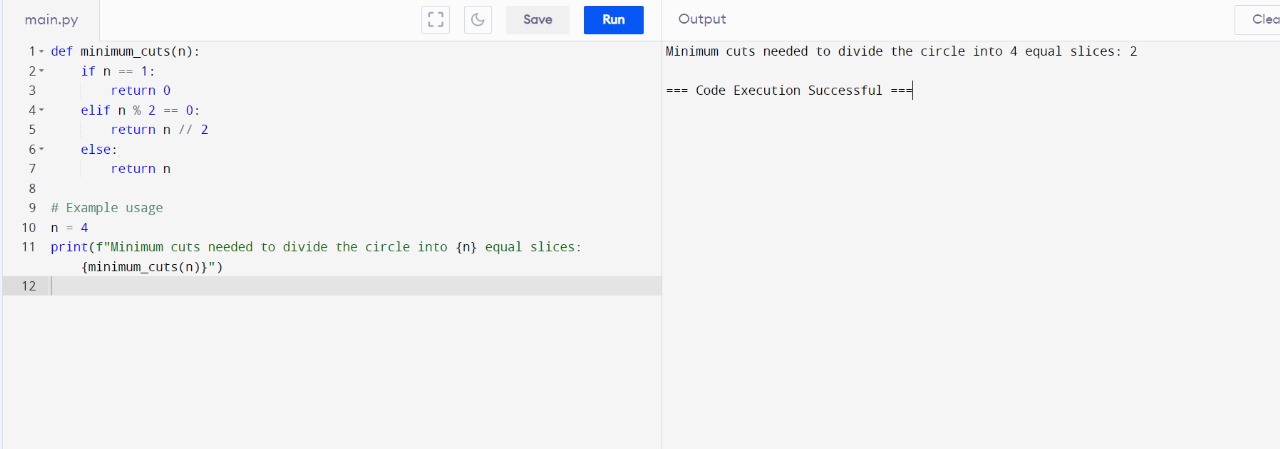 main.py
Save
Run
Output
1 def minimum_cuts(n):
2     if n == 1:
3         return 0
4     elif n % 2 == 0:
5         return n // 2
6     else:
7         return n
8
9 # Example usage
10 n = 4
11 print(f"Minimum cuts needed to divide the circle into {n} equal slices:
{minimum_cuts(n)}")
12
Minimum cuts needed to divide the circle into 4 equal slices: 2
=== Code Execution Successful ===